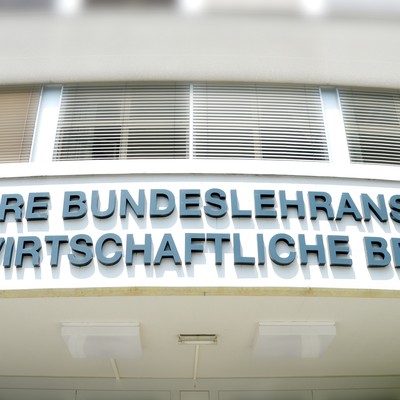 RE BUNDESLEHRANS
WIRTSCHAFTLICHE BE